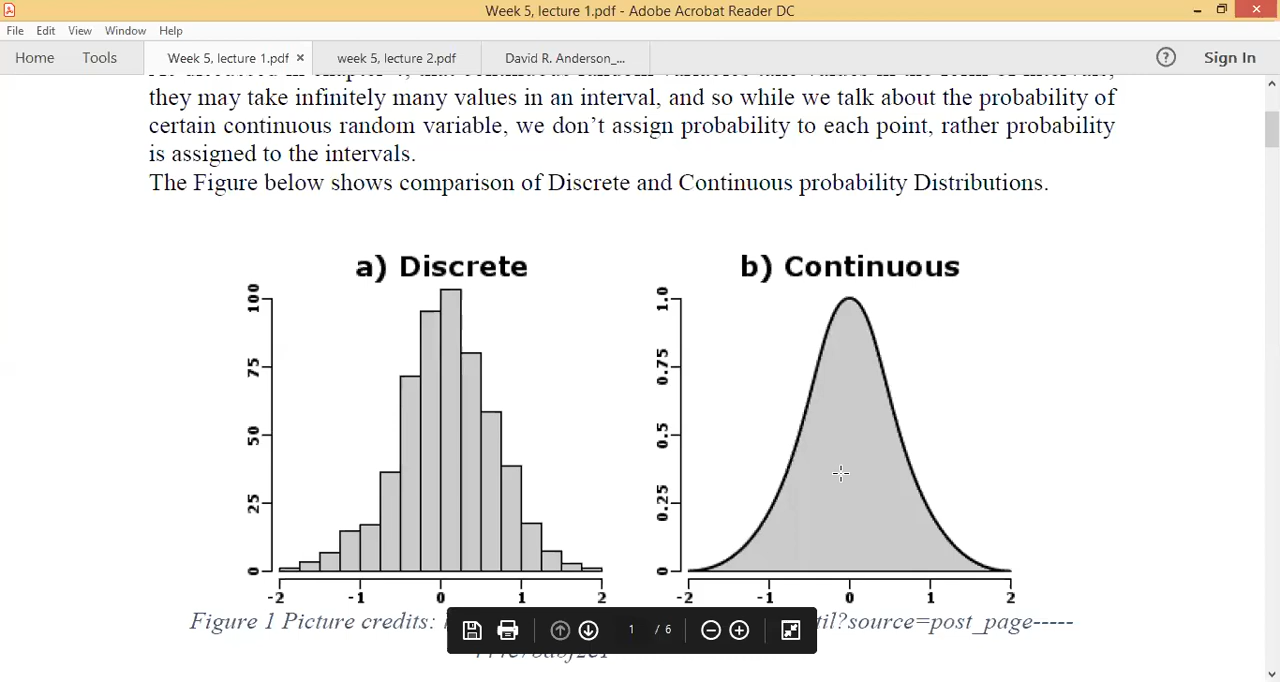 Week 5, lecture 1.pdf - Adobe Acrobat Reader DC
File Edit View Window Help
Home Tools Week 5, lecture 1.pdf × week 5, lecture 2.pdf David R. Anderson_... ? Sign In
they may take infinitely many values in an interval, and so while we talk about the probability of
certain continuous random variable, we don't assign probability to each point, rather probability
is assigned to the intervals.
The Figure below shows comparison of Discrete and Continuous probability Distributions.
a) Discrete
100
75
50
25
0
-2 -1 0 1 2
b) Continuous
1.0
0.75
0.5
0.25
0
-2 -1 0 1 2
Figure 1 Picture credits: til?source=post_page-----
1 / 6